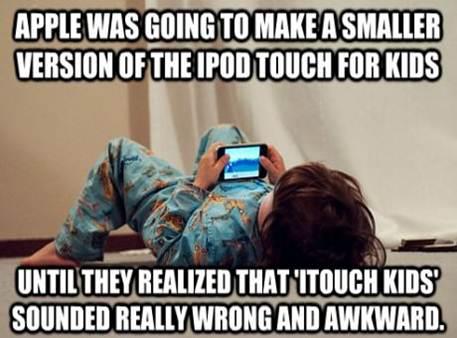 APPLE WAS GOING TO MAKE A SMALLER
VERSION OF THE IPOD TOUCH FOR KIDS
UNTIL THEY REALIZED THAT 'ITOUCH KIDS'
SOUNDED REALLY WRONG AND AWKWARD.